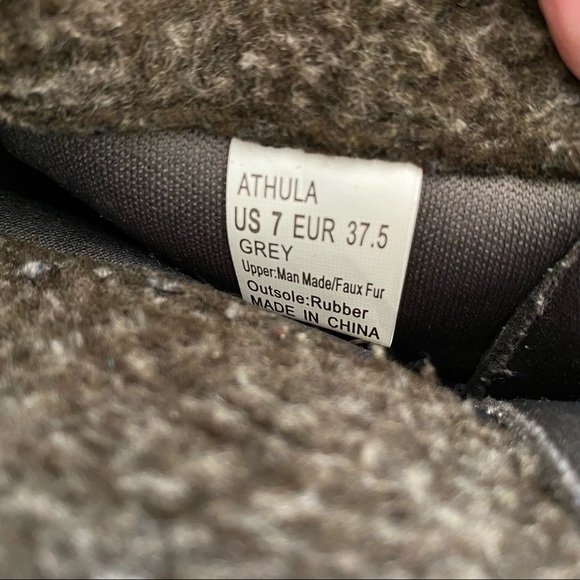 ATHULA
US 7 EUR 37.5
GREY
Upper:Man Made/Faux Fur
Outsole:Rubber
MADE IN CHINA